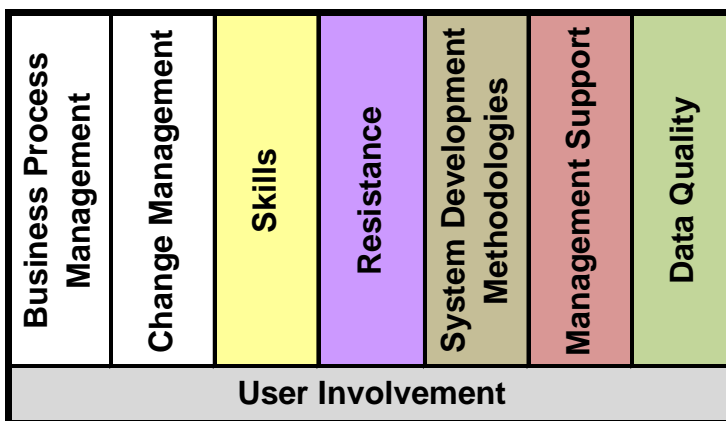 Business Process
Management
Change Management
Skills
Resistance
System Development
Methodologies
Management Support
Data Quality
User Involvement